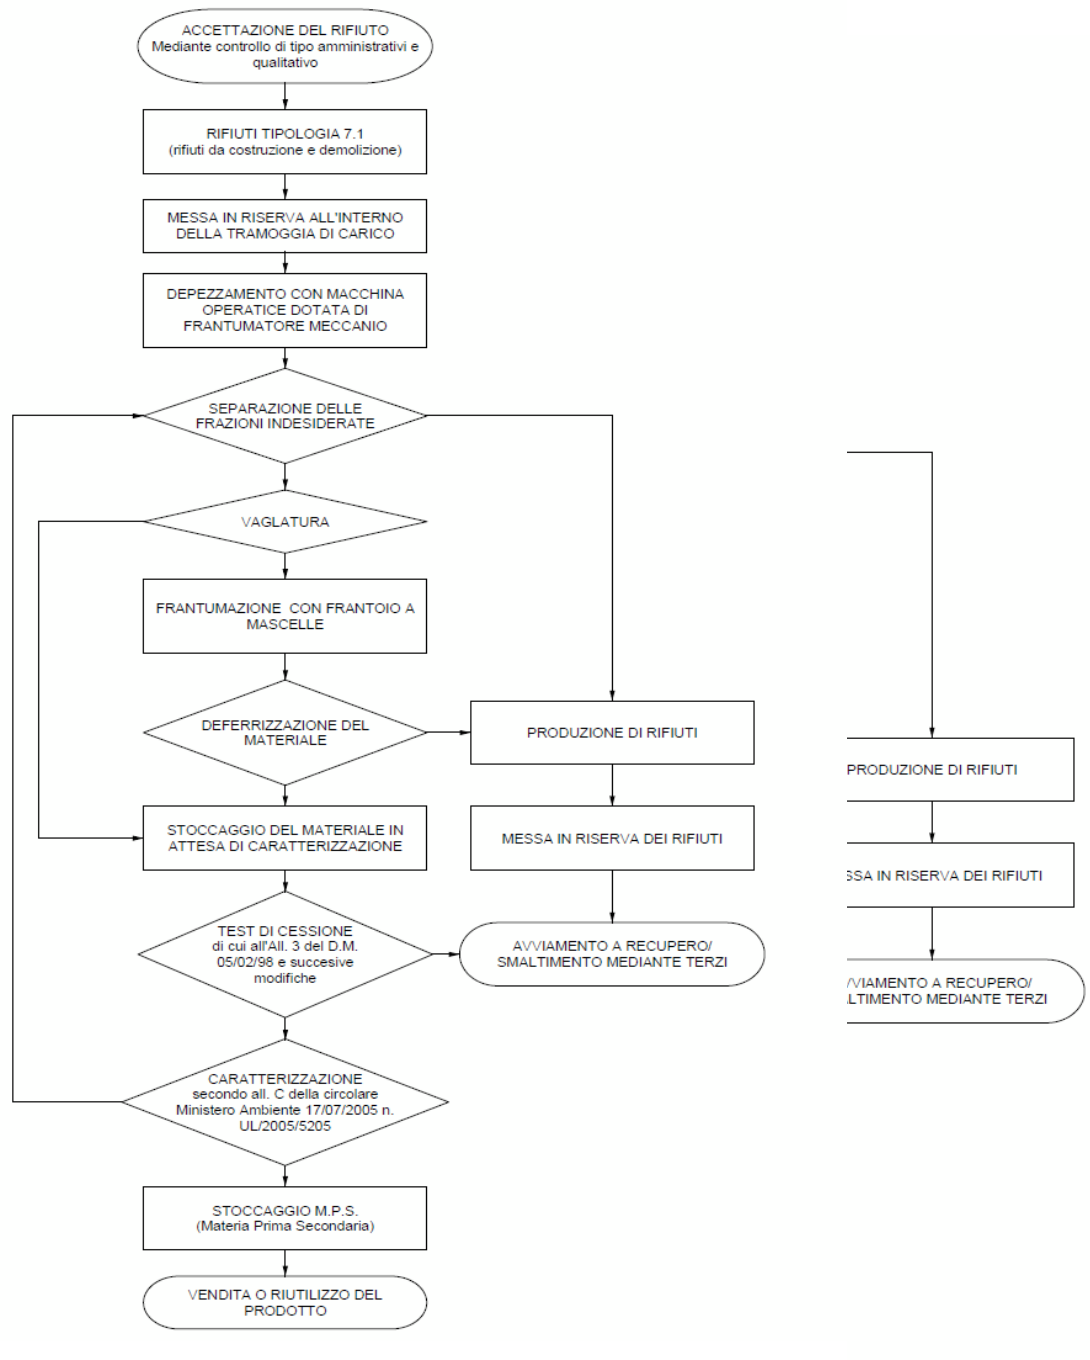 ACCETTAZIONE DEL RIFIUTO
Mediante controllo di tipo amministrativi e
qualitativo
RIFIUTI TIPOLOGIA 7.1
(rifiuti da costruzione e demolizione)
MESSA IN RISERVA ALL'INTERNO
DELLA TRAMOGGIA DI CARICO
DEPEZZAMENTO CON MACCHINA
OPERATICE DOTATA DI
FRANTUMATORE MECCANIO
SEPARAZIONE DELLE
FRAZIONI INDESIDERATE
VAGLATURA
FRANTUMAZIONE CON FRANTOIO A
MASCELLE
DEFERRIZZAZIONE DEL
MATERIALE
PRODUZIONE DI RIFIUTI
STOCCAGGIO DEL MATERIALE IN
ATTESA DI CARATTERIZZAZIONE
MESSA IN RISERVA DEI RIFIUTI
TEST DI CESSIONE
di cui all'All. 3 del D.M.
05/02/98 e succesive
modifiche
AVVIAMENTO A RECUPERO/
SMALTIMENTO MEDIANTE TERZI
CARATTERIZZAZIONE
secondo all. C della circolare
Ministero Ambiente 17/07/2005 n.
UL/2005/5205
STOCCAGGIO M.P.S.
(Materia Prima Secondaria)
VENDITA O RIUTILIZZO DEL
PRODOTTO
PRODUZIONE DI RIFIUTI
SSA IN RISERVA DEI RIFIUTI
VIAMENTO A RECUPERO/
LTIMENTO MEDIANTE TERZI